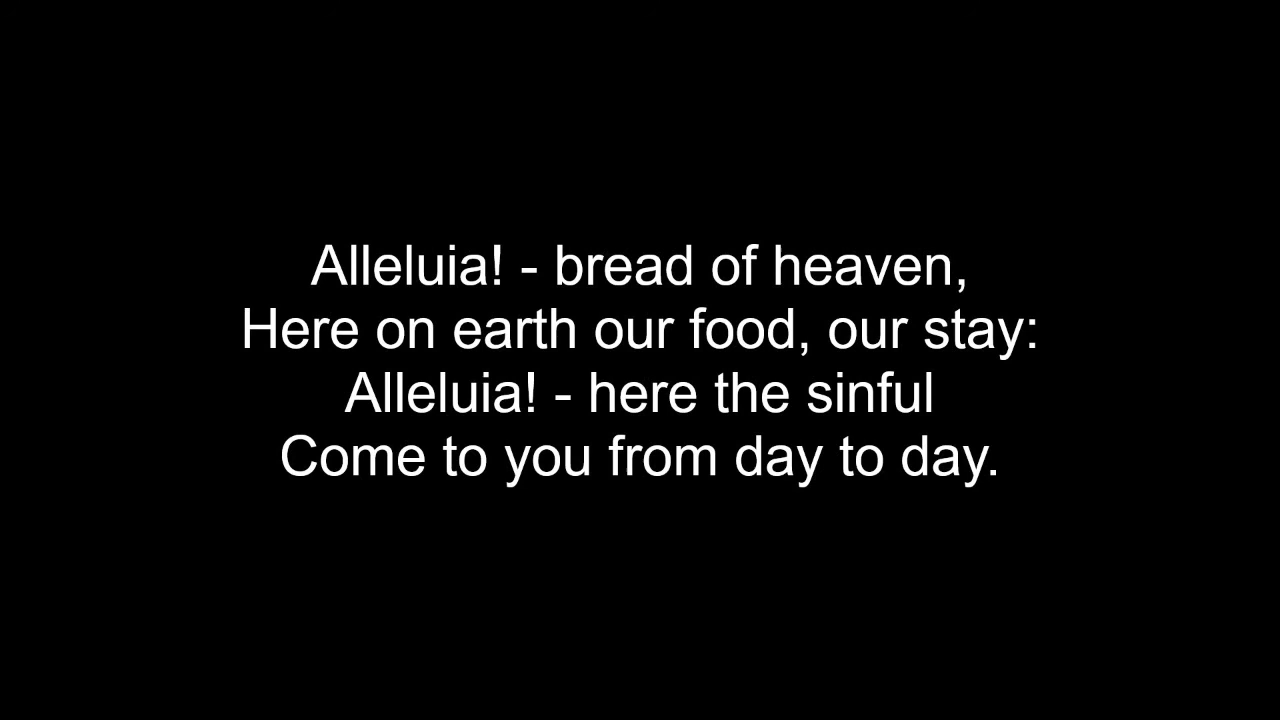 Alleluia! - bread of heaven,
Here on earth our food, our stay:
Alleluia! - here the sinful
Come to you from day to day.